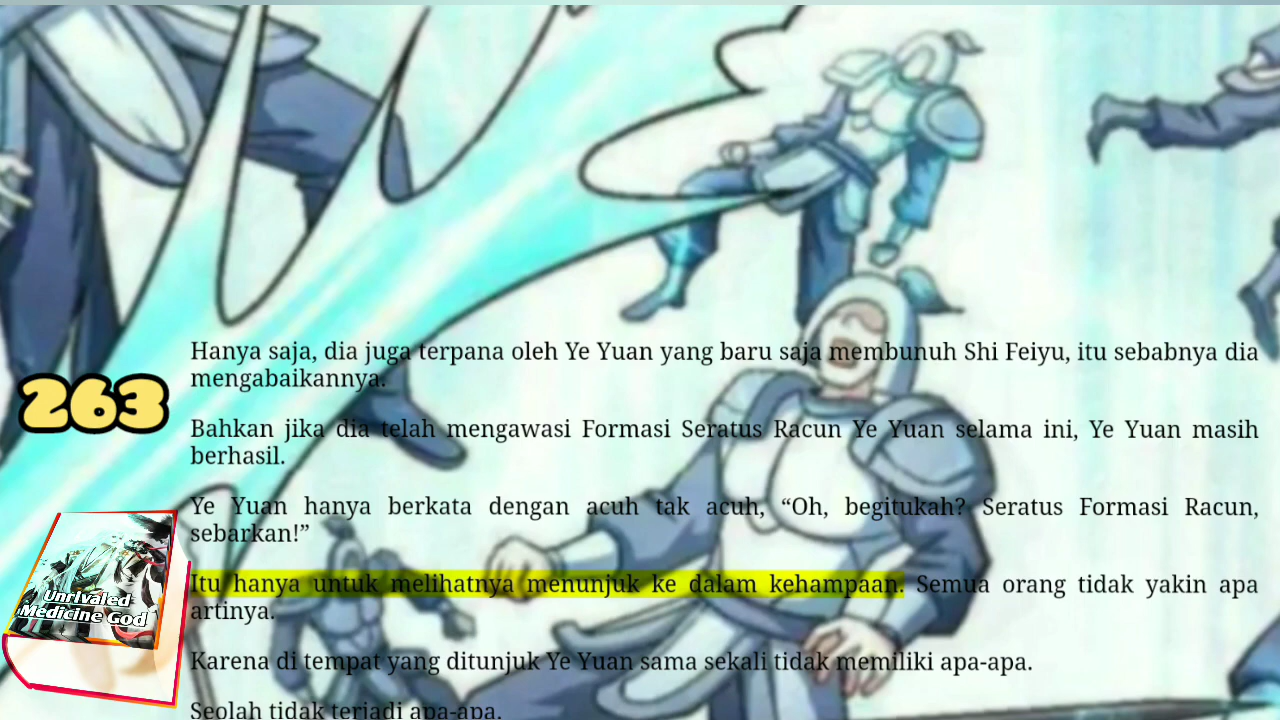 Hanya saja, dia juga terpana oleh Ye Yuan yang baru saja membunuh Shi Feiyu, itu sebabnya dia
mengabaikannya.
263
Bahkan jika dia telah mengawasi Formasi Seratus Racun Ye Yuan selama ini, Ye Yuan masih
berhasil.
Ye Yuan hanya berkata dengan acuh tak acuh, “Oh, begitukah? Seratus Formasi Racun,
sebarkan!”
Itu hanya untuk melihatnya menunjuk ke dalam kehampaan. Semua orang tidak yakin apa
artinya.
Unrivaled
Medicine God
Karena di tempat yang ditunjuk Ye Yuan sama sekali tidak memiliki apa-apa.
Seolah tidak terjadi apa-apa.